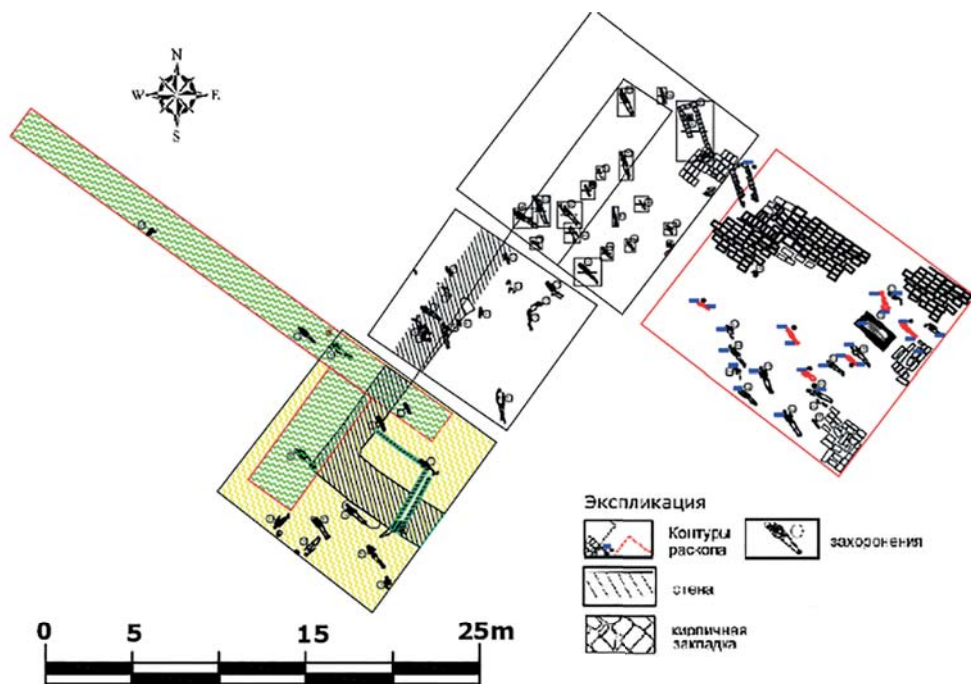 N
W E
S
Экспликация
Контуры
раскопа
захоронения
стена
кирпичная
закладка
0 5 15 25m